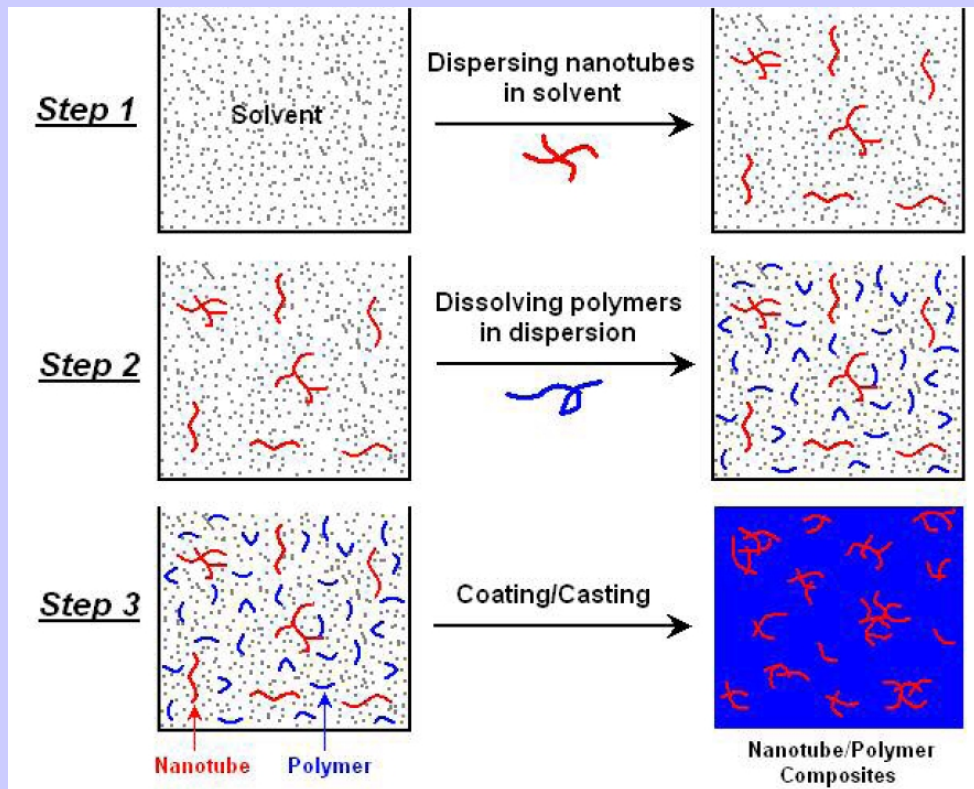 Step 1
Solvent
Dispersing nanotubes
in solvent
Step 2
Dissolving polymers
in dispersion
Step 3
Coating/Casting
Nanotube
Polymer
Nanotube/Polymer
Composites